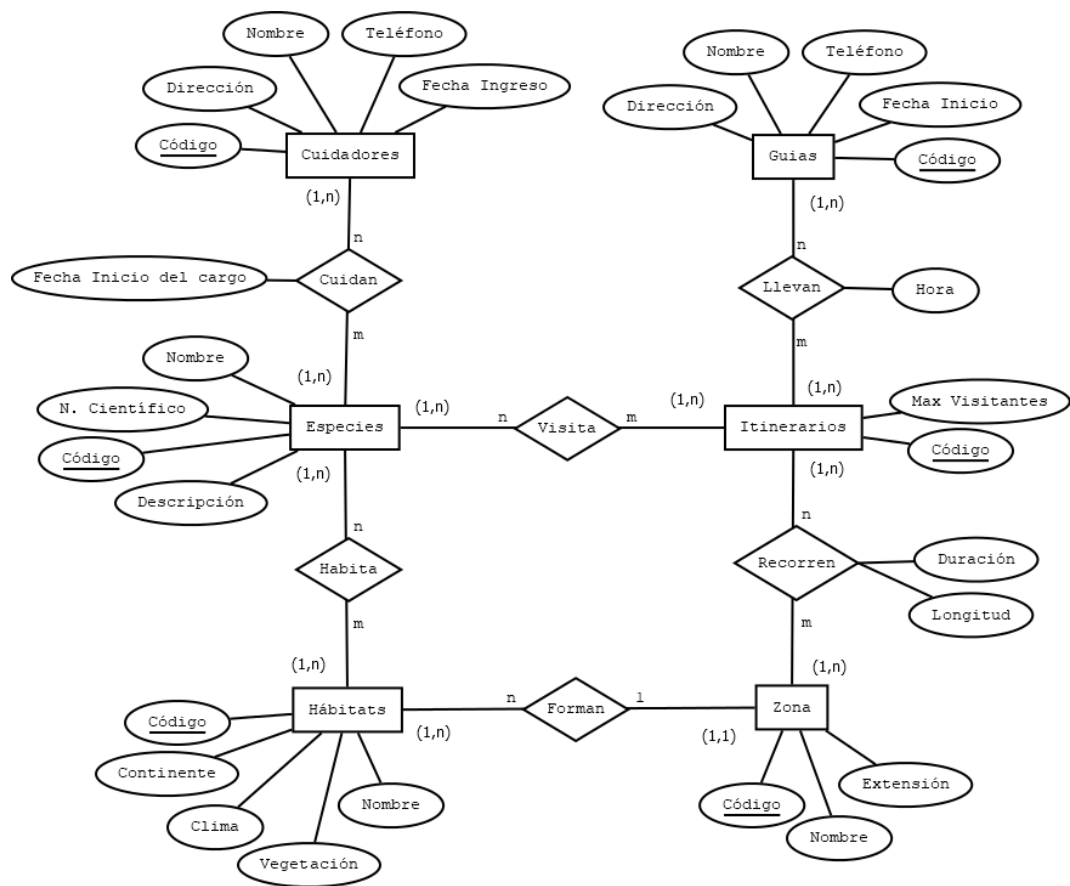 Nombre
Teléfono
Dirección
Fecha Ingreso
Código
Cuidadores
(1,n)
n
Nombre
Teléfono
Dirección
Fecha Inicio
Código
Guias
(1,n)
n
Fecha Inicio del cargo
Cuidan
m
(1,n)
Llevan
Hora
m
(1,n)
Nombre
N. Científico
Código
Descripción
Especies
(1,n)
n
Visita
m
(1,n)
Itinerarios
Max Visitantes
Código
(1,n)
n
Habita
m
(1,n)
(1,n)
n
Recorren
Duración
Longitud
m
(1,n)
Hábitats
Código
Continente
Clima
Vegetación
Nombre
(1,n)
n
Forman
1
(1,1)
Zona
Código
Nombre
Extensión